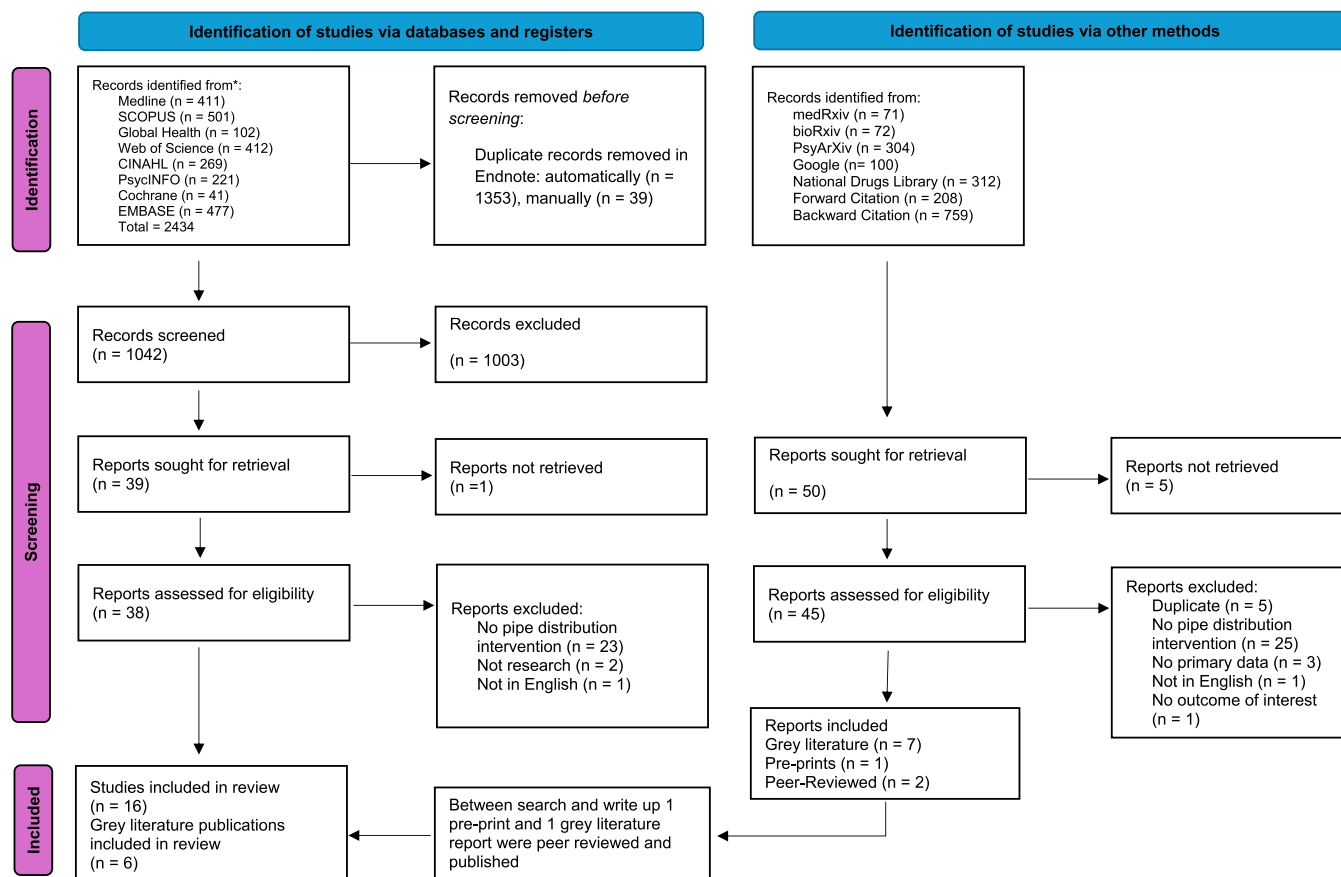 Identification of studies via databases and registers
Identification of studies via other methods
Identification
Records identified from*:
Medline (n = 411)
SCOPUS (n = 501)
Global Health (n = 102)
Web of Science (n = 412)
CINAHL (n = 269)
PsycINFO (n = 221)
Cochrane (n = 41)
EMBASE (n = 477)
Total = 2434
Records removed before
screening:
Duplicate records removed in
Endnote: automatically (n =
1353), manually (n = 39)
Records identified from:
medRxiv (n = 71)
bioRxiv (n = 72)
PsyArXiv (n = 304)
Google (n= 100)
National Drugs Library (n = 312)
Forward Citation (n = 208)
Backward Citation (n = 759)
Screening
Records screened
(n = 1042)
Records excluded
(n = 1003)
Reports sought for retrieval
(n = 39)
Reports not retrieved
(n =1)
Reports sought for retrieval
(n = 50)
Reports not retrieved
(n = 5)
Reports assessed for eligibility
(n = 38)
Reports excluded:
No pipe distribution
intervention (n = 23)
Not research (n = 2)
Not in English (n = 1)
Reports assessed for eligibility
(n = 45)
Reports excluded:
Duplicate (n = 5)
No pipe distribution
intervention (n = 25)
No primary data (n = 3)
Not in English (n = 1)
No outcome of interest
(n = 1)
Reports included
Grey literature (n = 7)
Pre-prints (n = 1)
Peer-Reviewed (n = 2)
Included
Studies included in review
(n = 16)
Grey literature publications
included in review
(n = 6)
Between search and write up 1
pre-print and 1 grey literature
report were peer reviewed and
published